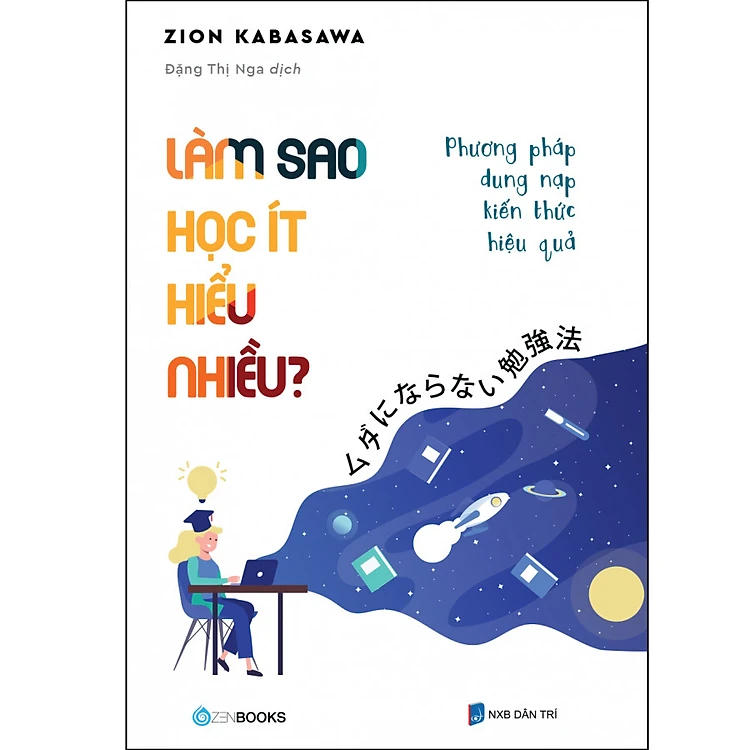 ZION KABASAWA
Đặng Thị Nga dịch
LÀM SAO
HỌC ÍT
HIỂU
NHIỀU?
Phương pháp
dung nạp
kiến thức
hiệu quả
ムダにならない勉強法
ZENBOOKS
NXB DÂN TRÍ